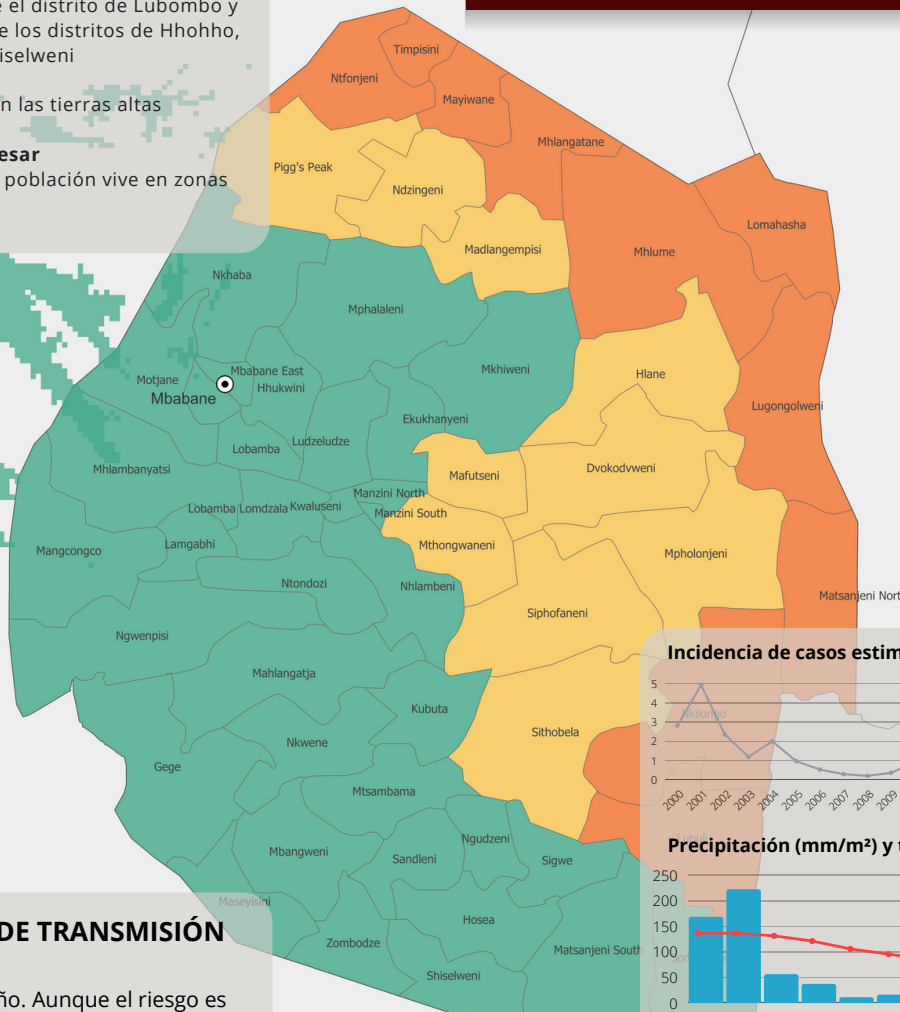 e el distrito de Lubombo y
e los distritos de Hhohho,
iselweni
n las tierras altas
esar
población vive en zonas
Timpisini
Ntfonjeni
Mayiwane
Mhlangatane
Pigg's Peak
Ndzingeni
Lomahasha
Madlangempisi
Mhlume
Nkhaba
Mphalaleni
Mbabane East
Mkhiweni
Hlane
Motjane
Hhukwini
Mbabane
Lugongolweni
Ekukhanyeni
Ludzeludze
Lobamba
Mhlambanyatsi
Mafutseni
Dvokodvweni
Manzini North
Lobamba Lomdzala
Kwaluseni
Manzini South
Mangcongco
Lamgabhi
Mthongwaneni
Mpholonjeni
Ntondozi
Nhlambeni
Matsanjeni Nort
Siphofaneni
Ngwenpisi
Mahlangatja
Kubuta
Nkilongo
Sithobela
Nkwene
Gege
Mtsambama
Ngudzeni
Mbangweni
Sandleni
Sigwe
Lubuli
Maseyisini
Hosea
Zombodze
Matsanjeni South
Shiselweni
Incidencia de casos estim
5
4
3
2
1
0
2000 2001 2002 2003 2004 2005 2006 2007 2008 2009
Precipitación (mm/m²) y t
250
200
150
100
50
0
DE TRANSMISIÓN
ño. Aunque el riesgo es